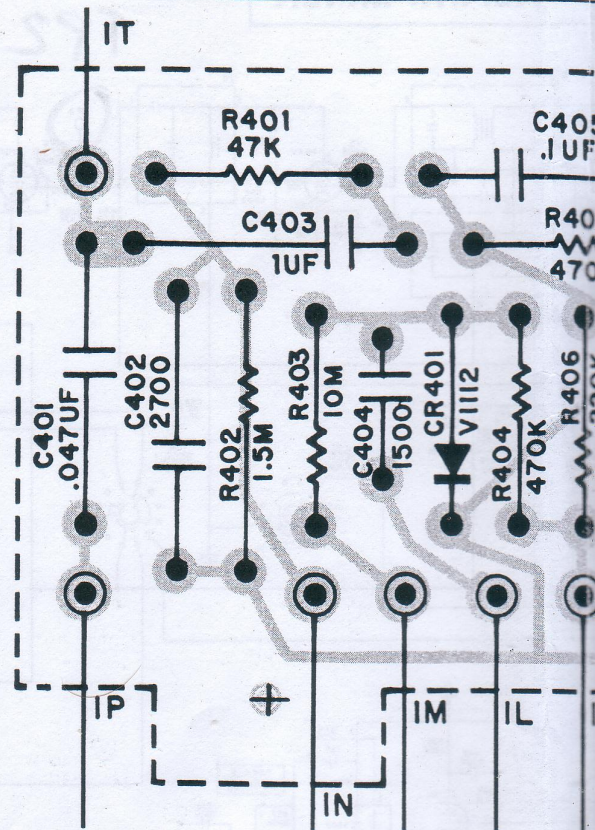 IT
R401
47K
C405
.1UF
C403
1UF
R40
470
C401
.047UF
C402
2700
R402
1.5M
R403
10M
C404
1500
CR401
V1112
R404
470K
R406
IP
IM
IL
IN